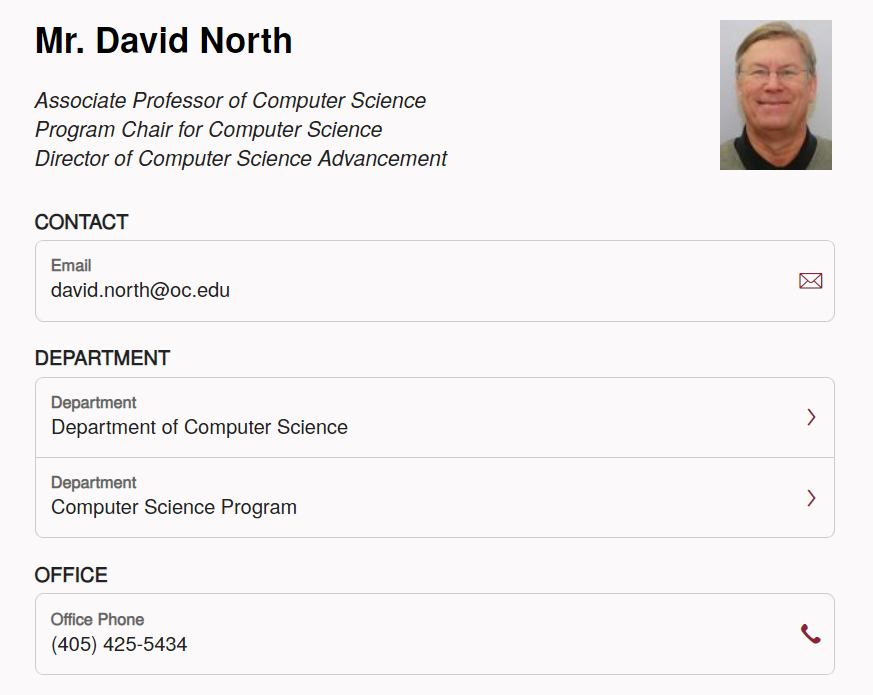 Mr. David North
Associate Professor of Computer Science
Program Chair for Computer Science
Director of Computer Science Advancement
CONTACT
Email
david.north@oc.edu
DEPARTMENT
Department
Department of Computer Science
Department
Computer Science Program
OFFICE
Office Phone
(405) 425-5434